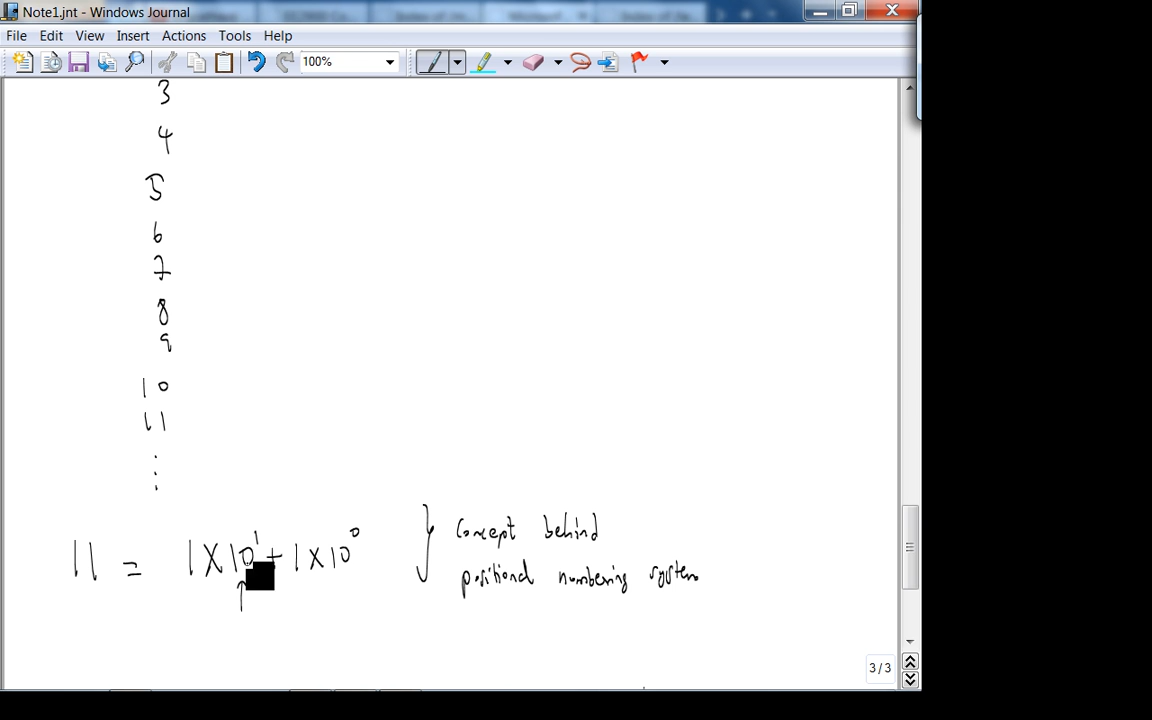 Note1.jnt - Windows Journal
File Edit View Insert Actions Tools Help
100%
3
4
5
6
7
8
9
10
11
⋮
11 = 1 × 10¹ + 1 × 10⁰ } concept behind
positional numbering system
3 / 3